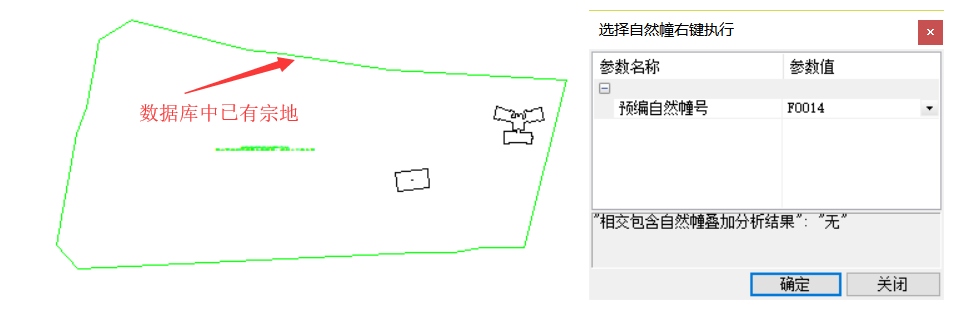 选择自然幢右键执行
参数名称 参数值
预编自然幢号 F0014
数据库中已有宗地
"相交包含自然幢叠加分析结果": "无"
确定 关闭